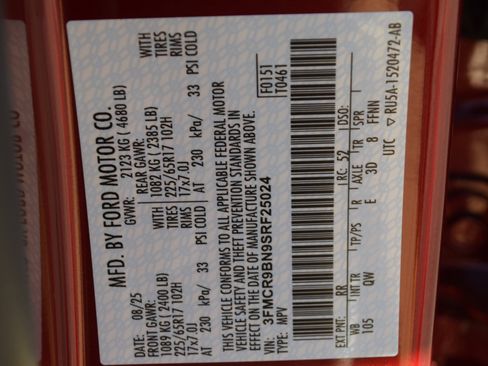 MFD. BY FORD MOTOR CO.
08/25
GVWR: 2123 KG ( 4680 LB)
FRONT GAWR:
REAR GAWR:
1089 KG ( 2400 LB)
1082 KG ( 2385 LB)
WITH
225/65R17 102H
225/65R17 102H
TIRES
17x7.0J
17x7.0J
RIMS
AT 230 kPa/ 33 PSI COLD
AT 230 kPa/ 33 PSI COLD
WITH
TIRES
RIMS
THIS VEHICLE CONFORMS TO ALL APPLICABLE FEDERAL MOTOR
VEHICLE SAFETY AND THEFT PREVENTION STANDARDS IN
EFFECT ON THE DATE OF MANUFACTURE SHOWN ABOVE.
VIN: 3FMCR9BN9SRF25024
TYPE: MPV
F0151
T0461
EXT PNT: RR
RC: 52
DSO:
WB
TP/PS
R
AXLE
TR
SPR
105
QW
E
3D
8
FFNN
UTC ▽ RU5A-1520472-AB